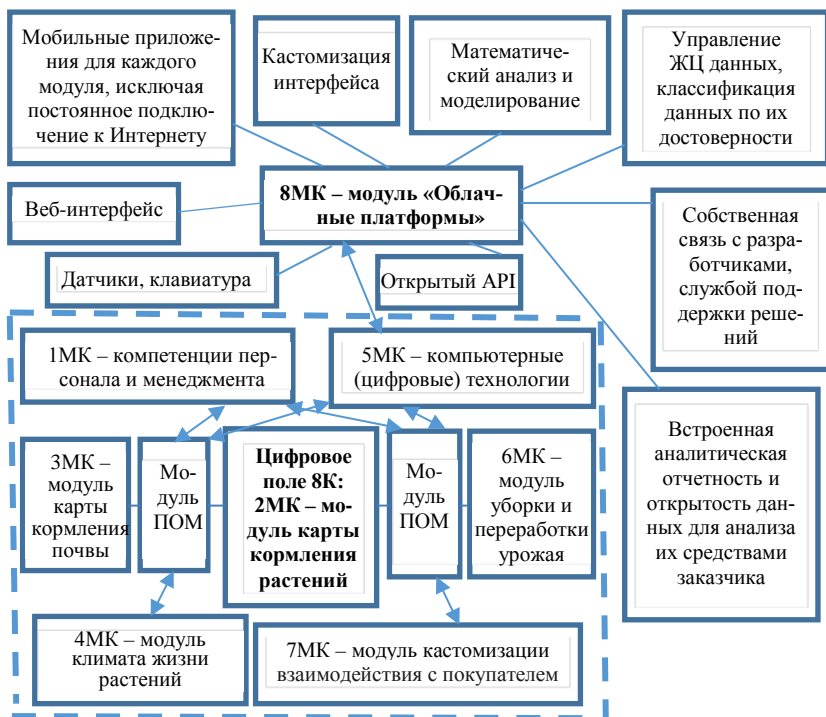 Мобильные приложе-
ния для каждого
модуля, исключая
постоянное подклю-
чение к Интернету
Кастомизация
интерфейса
Математиче-
ский анализ и
моделирование
Управление
ЖЦ данных,
классификация
данных по их
достоверности
8МК – модуль «Облач-
ные платформы»
Веб-интерфейс
Собственная
связь с разра-
ботчиками,
службой под-
держки реше-
ний
Датчики, клавиатура
Открытый API
1МК – компетенции пер-
сонала и менеджмента
5МК – компьютерные
(цифровые) технологии
Встроенная
аналитическая
отчетность и
открытость дан-
ных для анализа
их средствами
заказчика
3МК –
модуль
карты
кормления
почвы
Мо-
дуль
ПОМ
Цифровое
поле 8К:
2МК – мо-
дуль карты
кормления
растений
Мо-
дуль
ПОМ
6МК –
модуль
уборки и
переработки
урожая
4МК – модуль
климата жизни
растений
7МК – модуль кастомизации
взаимодействия с покупателем